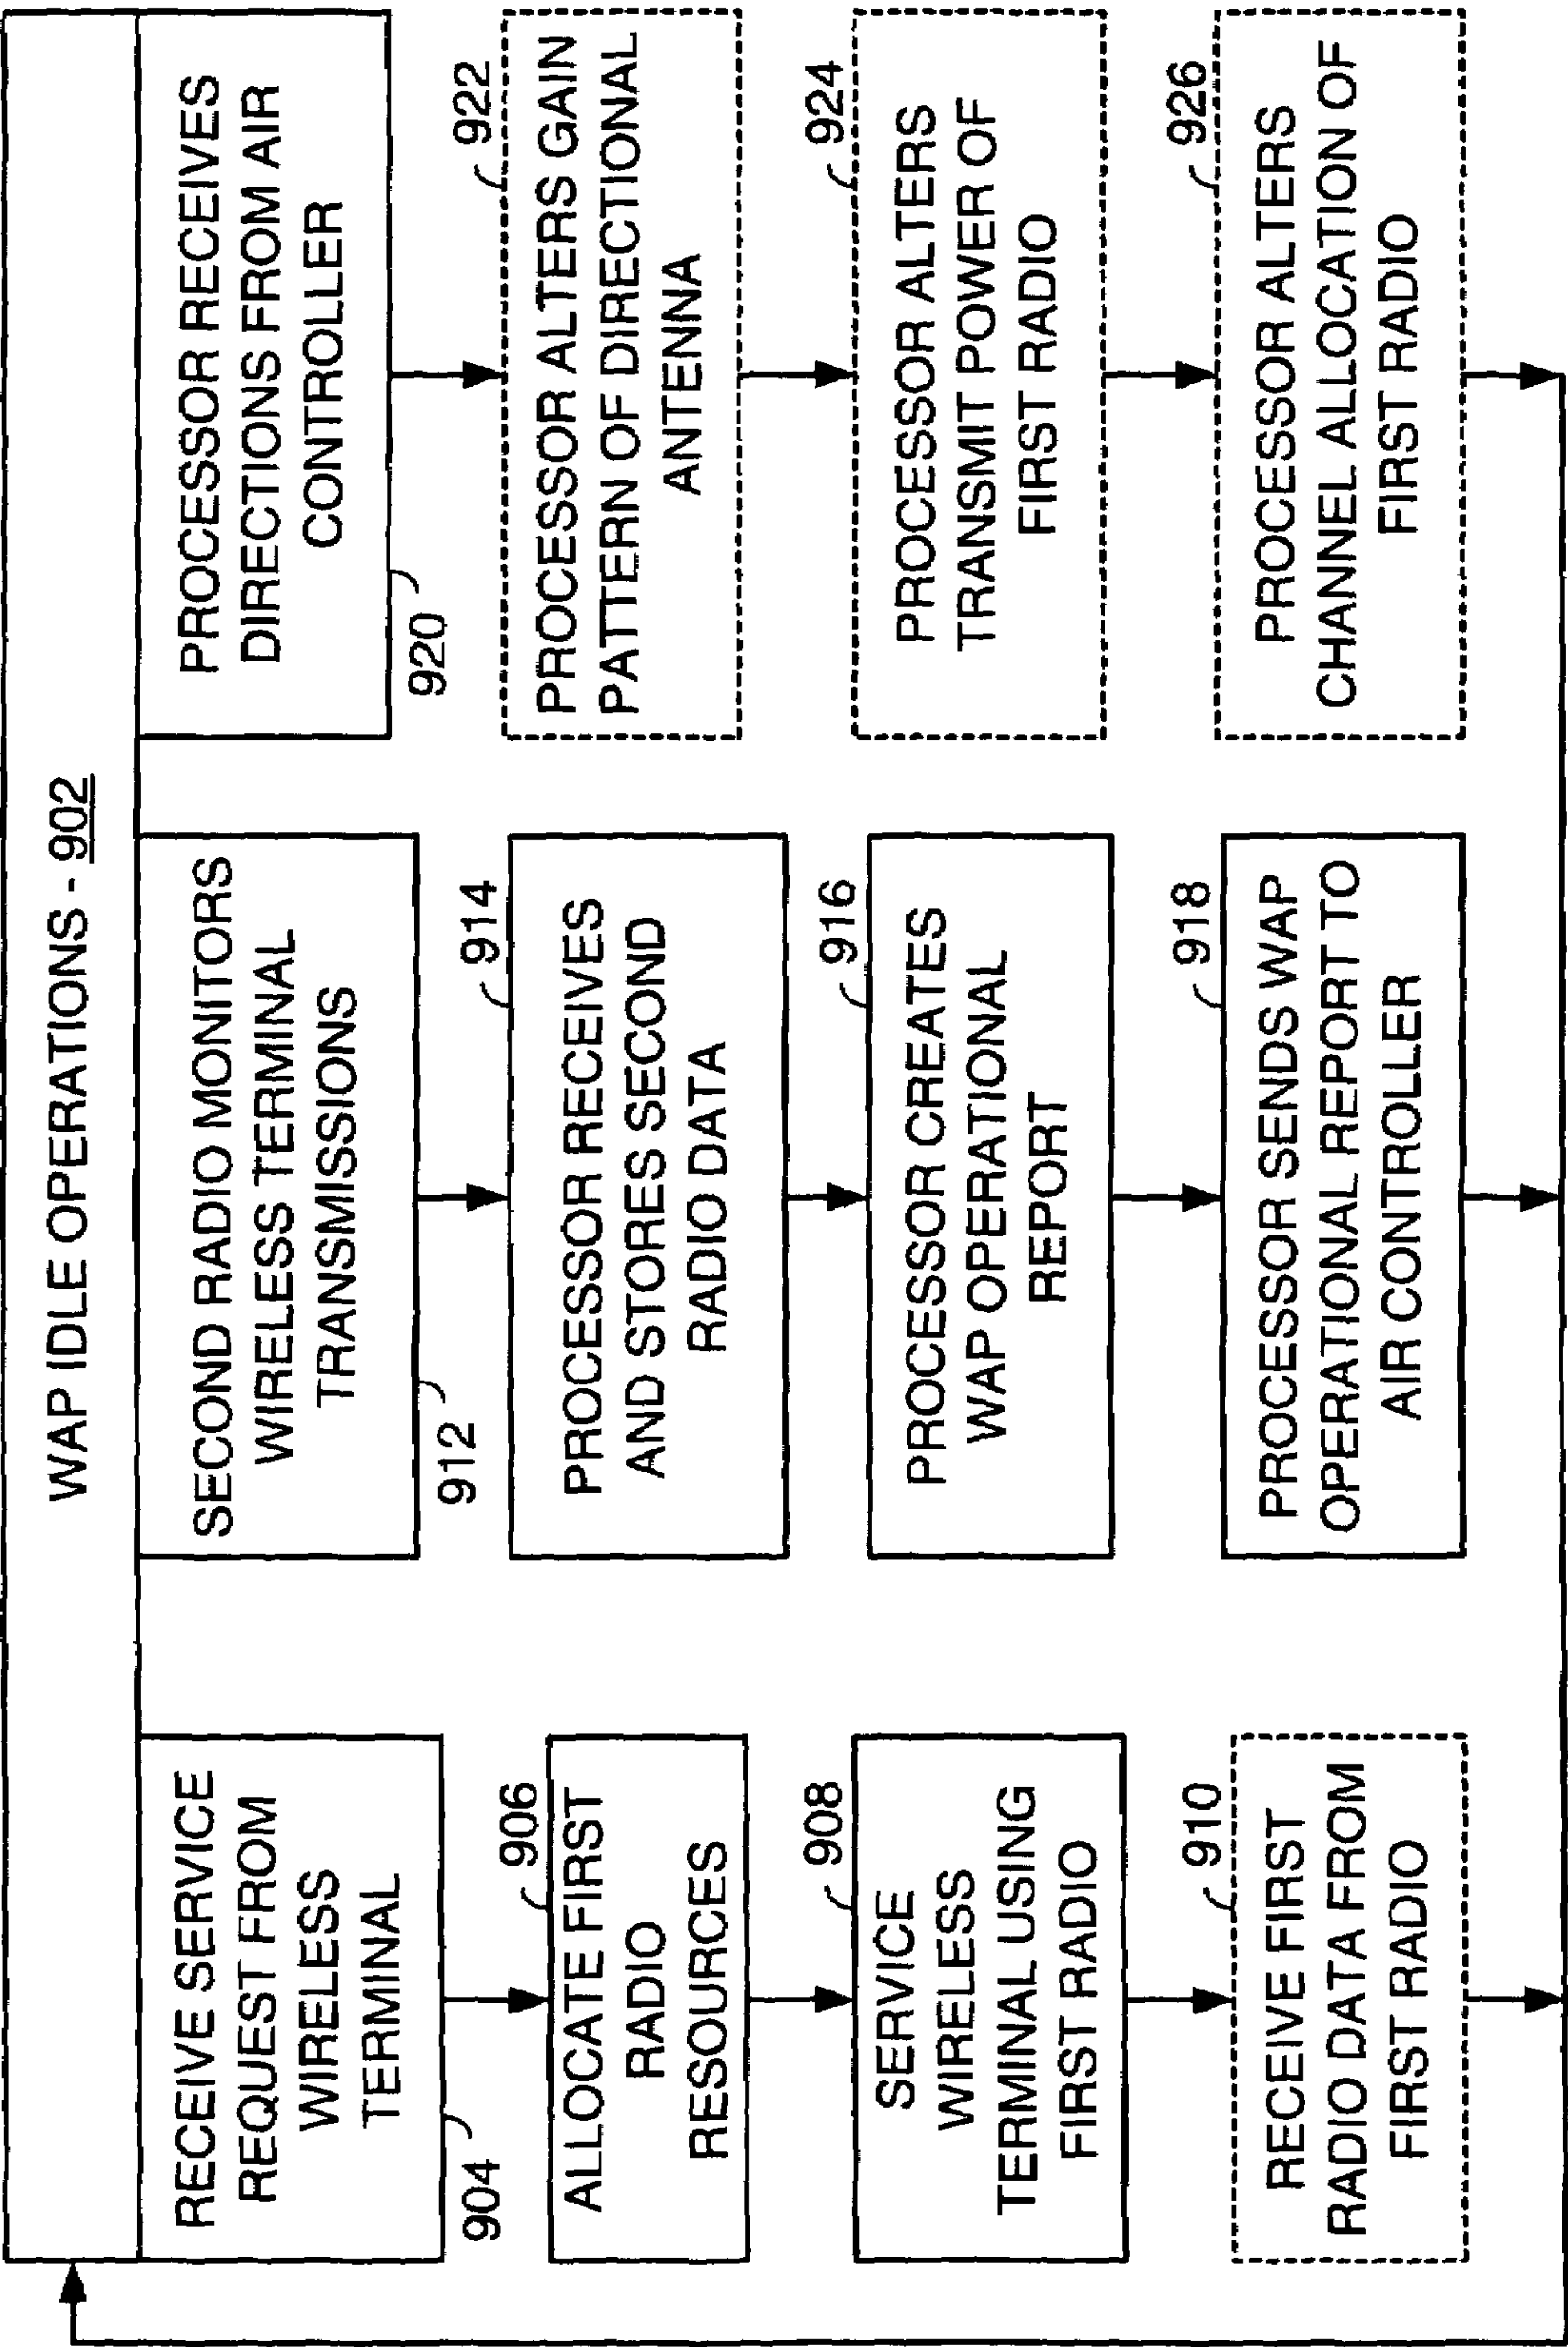 WAP IDLE OPERATIONS - 902
RECEIVE SERVICE
REQUEST FROM
WIRELESS
TERMINAL
904
906
ALLOCATE FIRST
RADIO
RESOURCES
908
SERVICE
WIRELESS
TERMINAL USING
FIRST RADIO
910
RECEIVE FIRST
RADIO DATA FROM
FIRST RADIO
SECOND RADIO MONITORS
WIRELESS TERMINAL
TRANSMISSIONS
912
914
PROCESSOR RECEIVES
AND STORES SECOND
RADIO DATA
916
PROCESSOR CREATES
WAP OPERATIONAL
REPORT
918
PROCESSOR SENDS WAP
OPERATIONAL REPORT TO
AIR CONTROLLER
PROCESSOR RECEIVES
DIRECTIONS FROM AIR
CONTROLLER
920
922
PROCESSOR ALTERS GAIN
PATTERN OF DIRECTIONAL
ANTENNA
924
PROCESSOR ALTERS
TRANSMIT POWER OF
FIRST RADIO
926
PROCESSOR ALTERS
CHANNEL ALLOCATION OF
FIRST RADIO